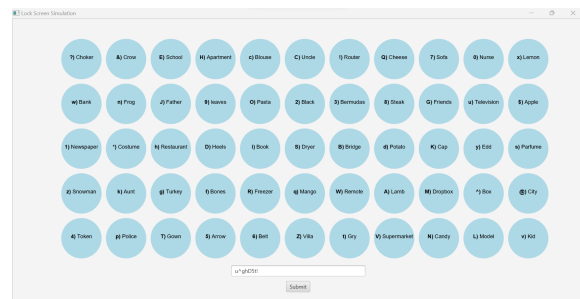 Lock Screen Simulation
?) Choker &) Crow E) School H) Apartment c) Blouse C) Uncle !) Router Q) Cheese 7) Sofa 0) Nurse x) Lemon
w) Bank n) Frog J) Father 9) leaves O) Pasta 2) Black 3) Bermudas 8) Steak G) Friends u) Television $) Apple
1) Newspaper *) Costume h) Restaurant D) Heels I) Book S) Dryer B) Bridge d) Potato K) Cap y) Edd s) Parfume
z) Snowman k) Aunt g) Turkey f) Bones R) Freezer q) Mango W) Remote A) Lamb M) Dropbox ^) Box @) City
4) Token p) Police T) Gown 5) Arrow 6) Belt Z) Villa t) Gry V) Supermarket N) Candy L) Model v) Kid
u^ghD5t!
Submit